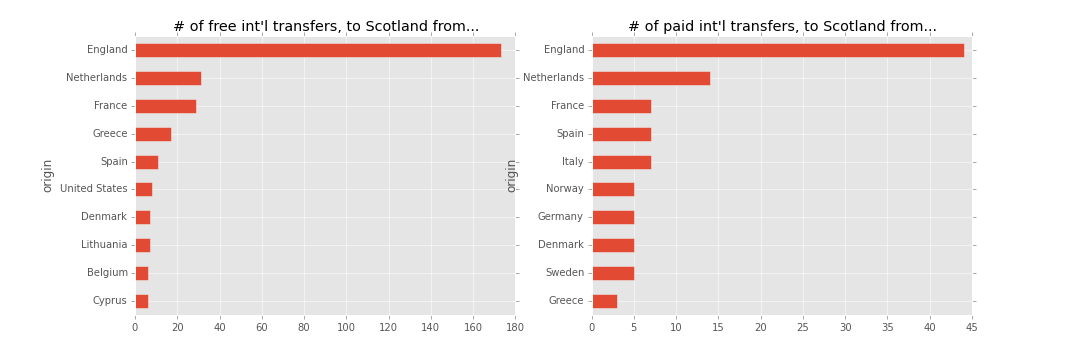 # of free int'l transfers, to Scotland from...
origin
England
Netherlands
France
Greece
Spain
United States
Denmark
Lithuania
Belgium
Cyprus
0 20 40 60 80 100 120 140 160 180
# of paid int'l transfers, to Scotland from...
origin
England
Netherlands
France
Spain
Italy
Norway
Germany
Denmark
Sweden
Greece
0 5 10 15 20 25 30 35 40 45